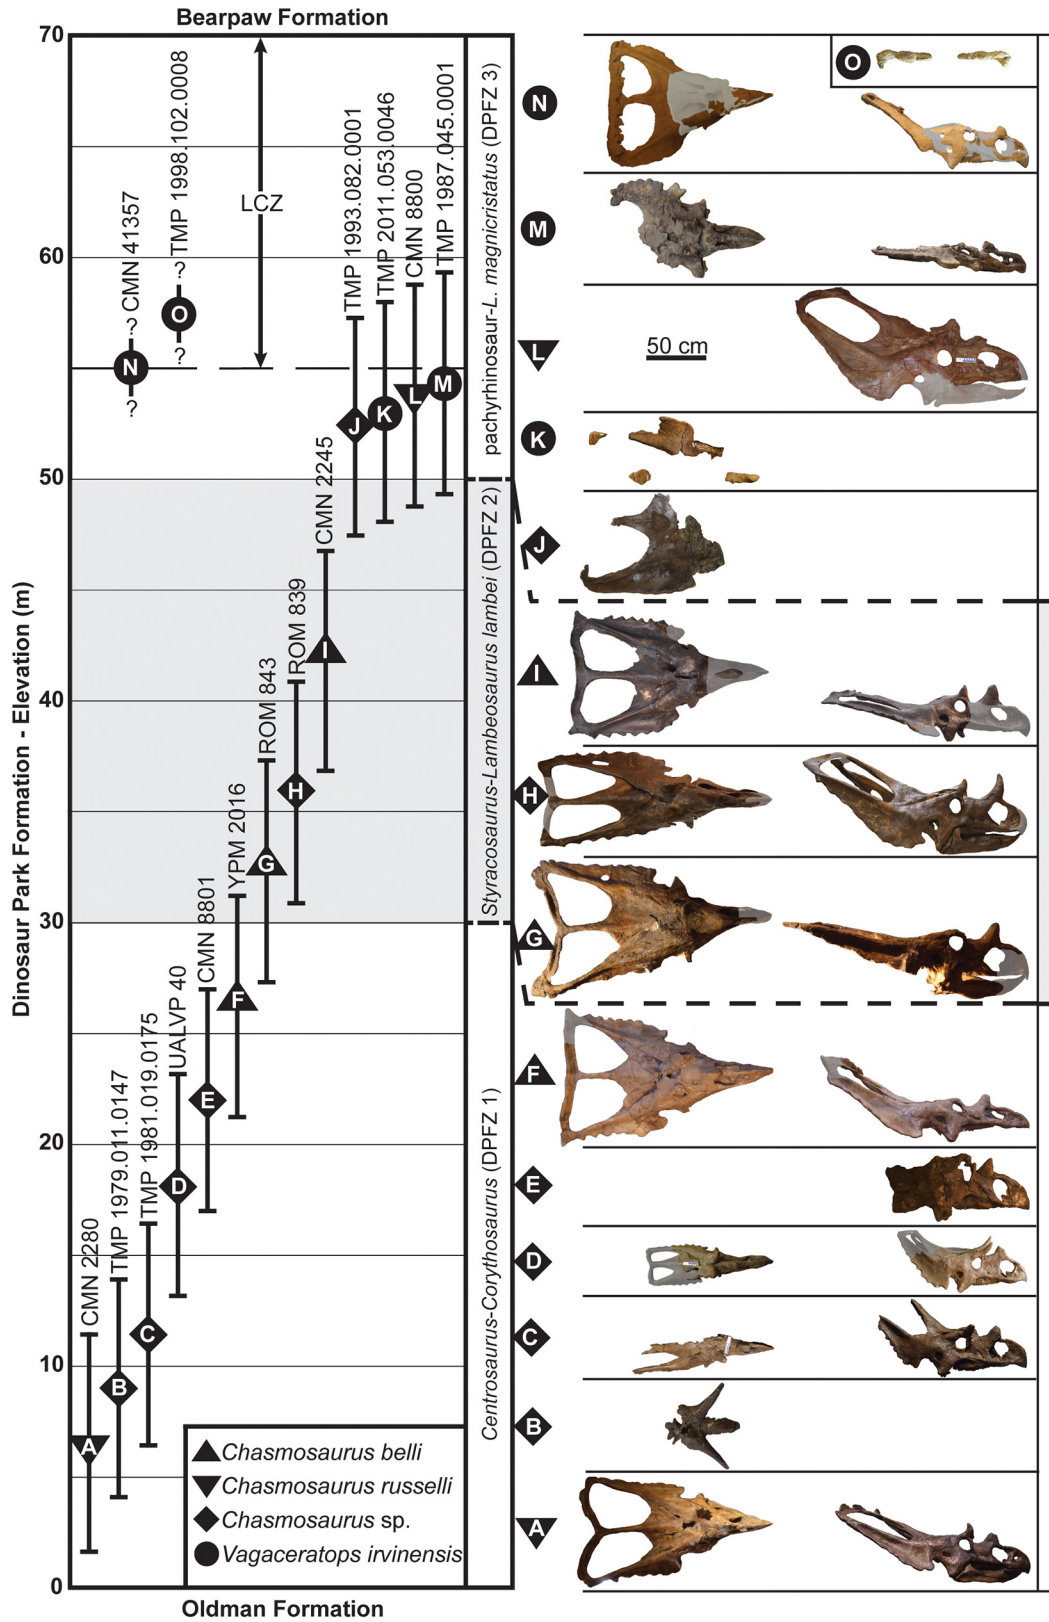 Bearpaw Formation
70
60
50
40
30
20
10
0
Dinosaur Park Formation - Elevation (m)
Oldman Formation
CMN 41357
TMP 1998.102.0008
LCZ
TMP 1993.082.0001
TMP 2011.053.0046
CMN 8800
TMP 1987.045.0001
CMN 2245
ROM 839
ROM 843
YPM 2016
CMN 8801
UALVP 40
TMP 1981.019.0175
TMP 1979.011.0147
CMN 2280
?
?
?
?
N
O
M
L
K
J
I
H
G
F
E
D
C
B
A
Chasmosaurus belli
Chasmosaurus russelli
Chasmosaurus sp.
Vagaceratops irvinensis
pachyrhinosaur-L. magnicristatus (DPFZ 3)
Styracosaurus-Lambeosaurus lambei (DPFZ 2)
Centrosaurus-Corythosaurus (DPFZ 1)
O
N
M
L
50 cm
K
J
I
H
G
F
E
D
C
B
A